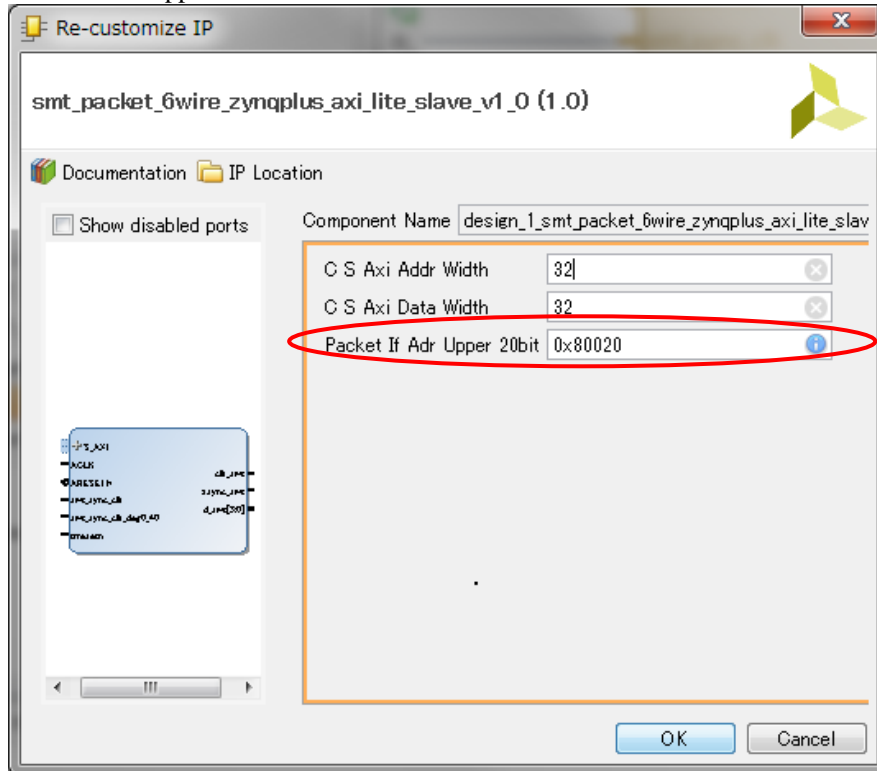 Re-customize IP
smt_packet_6wire_zynqplus_axi_lite_slave_v1_0 (1.0)
Documentation IP Location
Show disabled ports
Component Name design_1_smt_packet_6wire_zynqplus_axi_lite_slav
C S Axi Addr Width 32
C S Axi Data Width 32
Packet If Adr Upper 20bit 0x80020
S_AXI
ACLK
ARESETN
OK Cancel